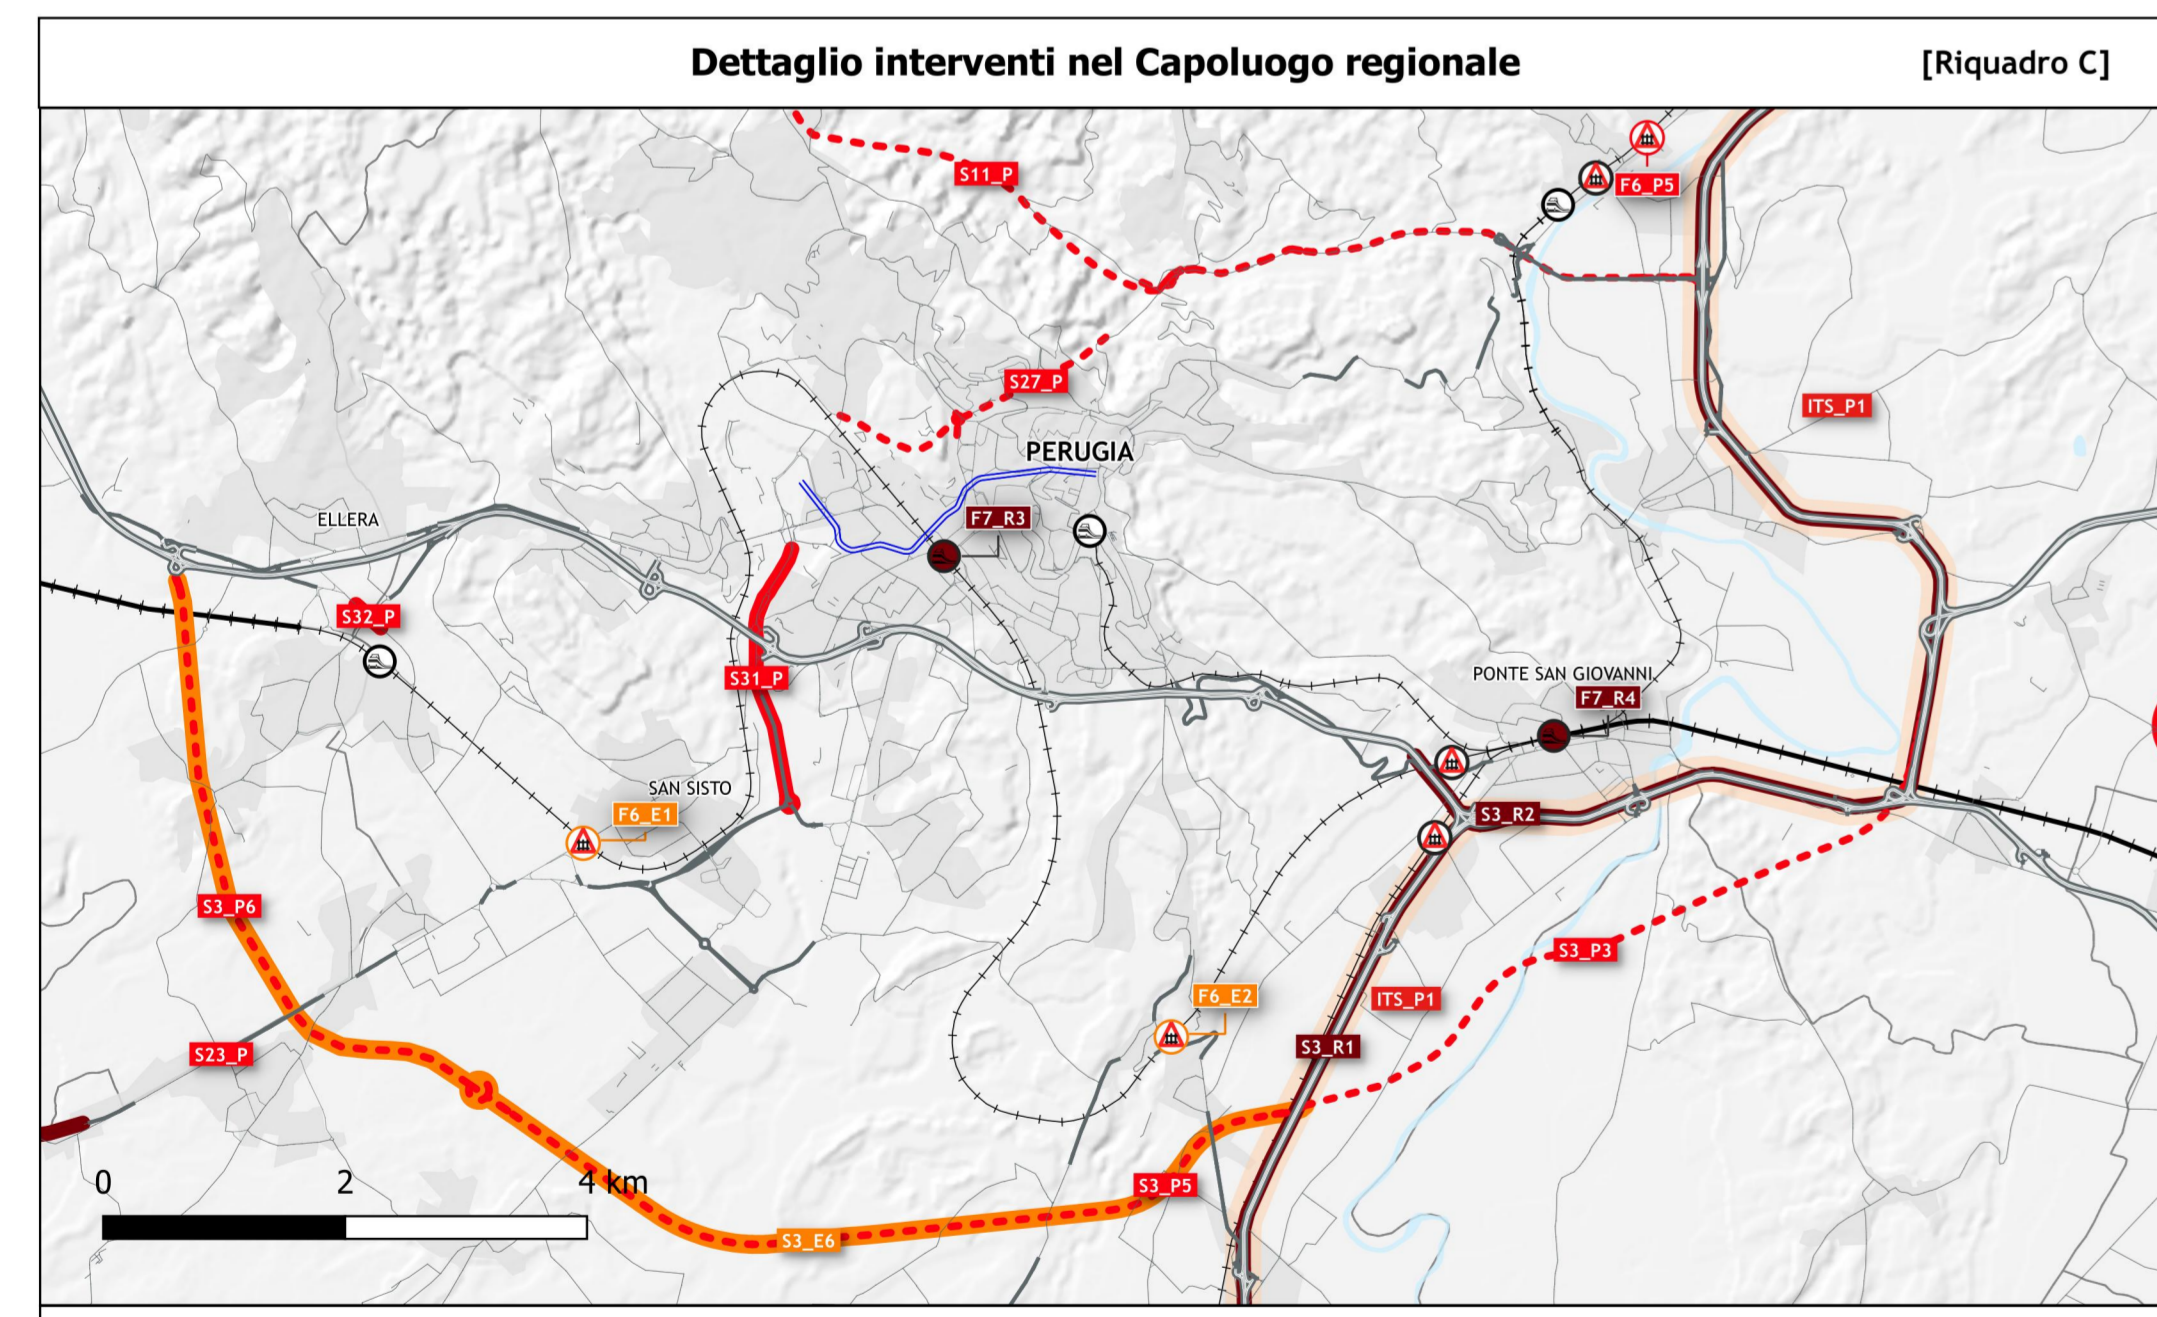 Dettaglio interventi nel Capoluogo regionale
[Riquadro C]
S11_P
F6_P5
S27_P
ITS_P1
PERUGIA
ELLERA
F7_R3
S32_P
S31_P
PONTE SAN GIOVANNI
F7_R4
SAN SISTO
F6_E1
S3_R2
S3_P6
S3_P3
F6_E2
ITS_P1
S3_R1
S23_P
0 2 4 km
S3_P5
S3_E6